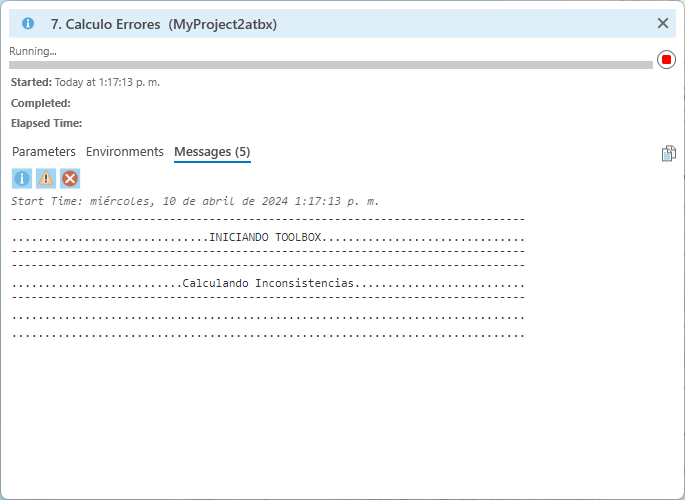 7. Calculo Errores (MyProject2atbx)
Running...
Started: Today at 1:17:13 p. m.
Completed:
Elapsed Time:
Parameters Environments Messages (5)
Start Time: miércoles, 10 de abril de 2024 1:17:13 p. m.
------------------------------------------------------------------------------
..............................INICIANDO TOOLBOX...............................
------------------------------------------------------------------------------
------------------------------------------------------------------------------
..........................Calculando Inconsistencias..........................
------------------------------------------------------------------------------
..............................................................................
..............................................................................